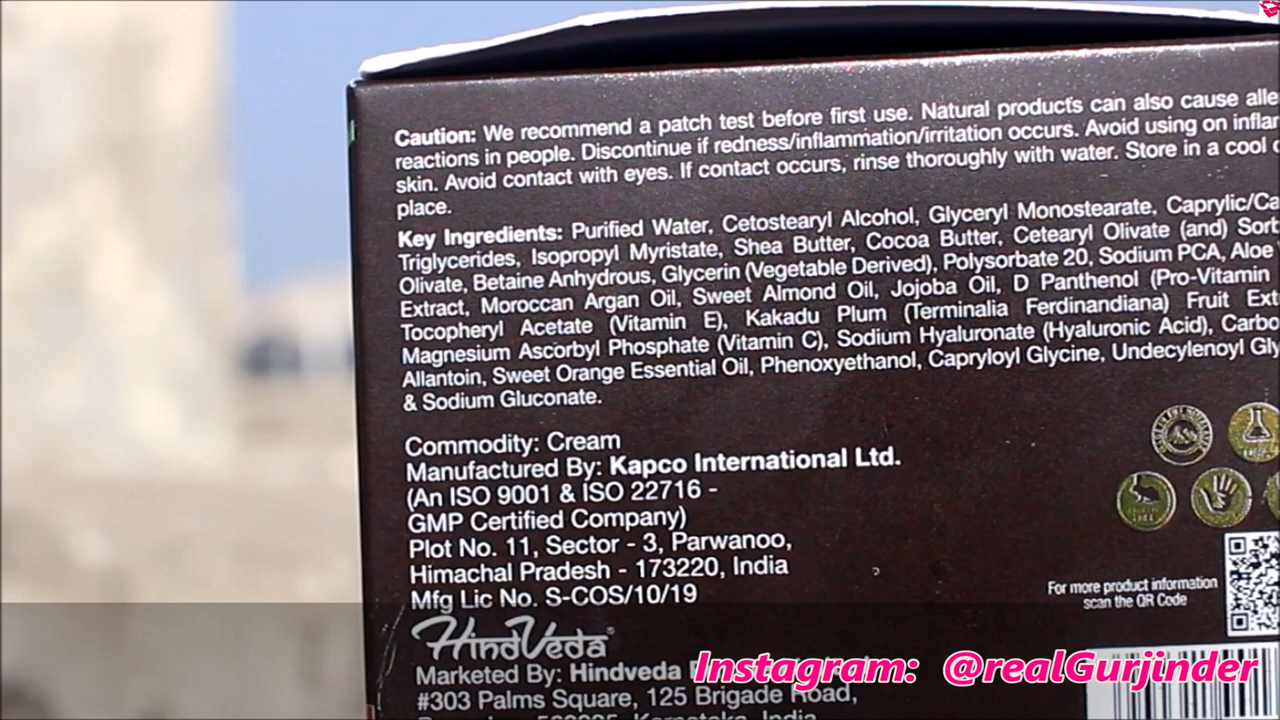 Caution: We recommend a patch test before first use. Natural products can also cause alle
reactions in people. Discontinue if redness/inflammation/irritation occurs. Avoid using on inflam
skin. Avoid contact with eyes. If contact occurs, rinse thoroughly with water. Store in a cool
place.
Key Ingredients: Purified Water, Cetostearyl Alcohol, Glyceryl Monostearate, Caprylic/Ca
Triglycerides, Isopropyl Myristate, Shea Butter, Cocoa Butter, Cetearyl Olivate (and) Sort
Olivate, Betaine Anhydrous, Glycerin (Vegetable Derived), Polysorbate 20, Sodium PCA, Aloe
Extract, Moroccan Argan Oil, Sweet Almond Oil, Jojoba Oil, D Panthenol (Pro-Vitamin
Tocopheryl Acetate (Vitamin E), Kakadu Plum (Terminalia Ferdinandiana) Fruit Ext
Magnesium Ascorbyl Phosphate (Vitamin C), Sodium Hyaluronate (Hyaluronic Acid), Carbo
Allantoin, Sweet Orange Essential Oil, Phenoxyethanol, Capryloyl Glycine, Undecylenoyl Gly
& Sodium Gluconate.
Commodity: Cream
Manufactured By: Kapco International Ltd.
(An ISO 9001 & ISO 22716 -
GMP Certified Company)
Plot No. 11, Sector - 3, Parwanoo,
Himachal Pradesh - 173220, India
Mfg Lic No. S-COS/10/19
For more product information
scan the QR Code
HindVeda®
Marketed By: Hindveda
#303 Palms Square, 125 Brigade Road,
Karnataka, India
Instagram: @realGurjinder